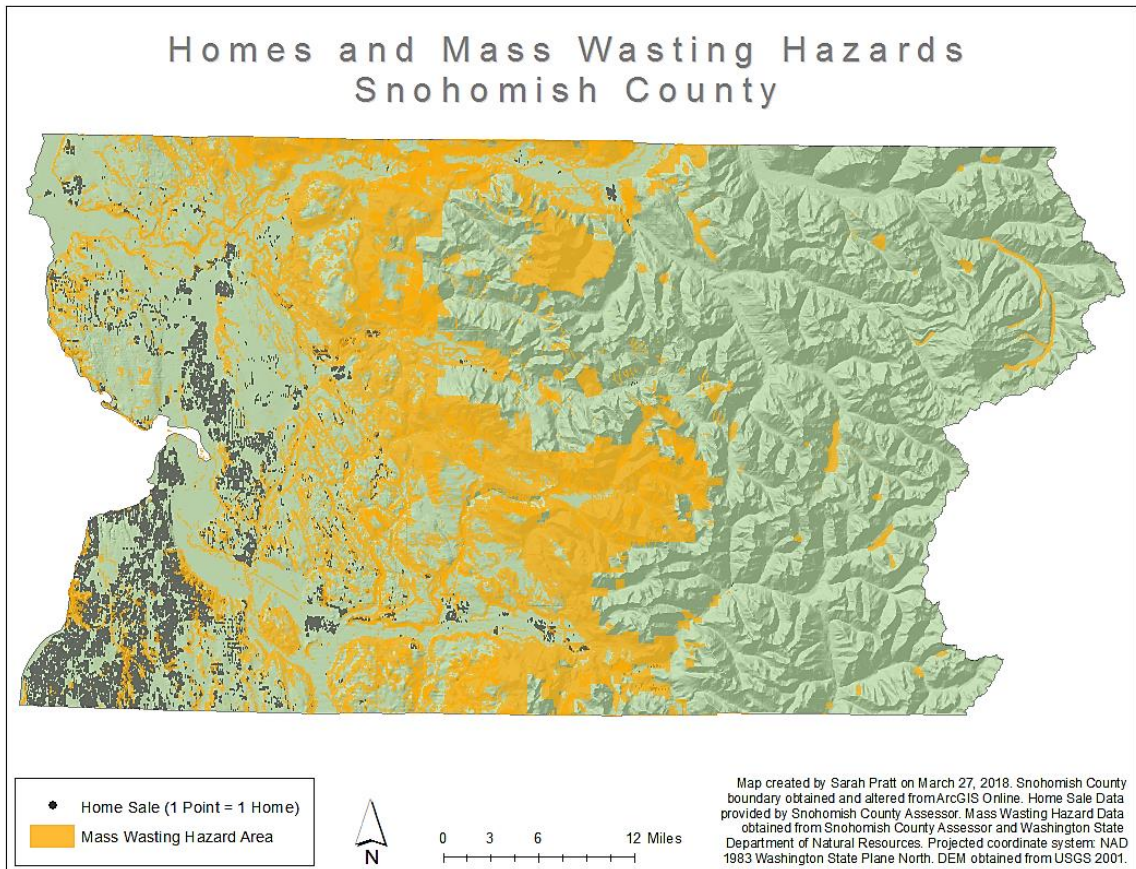 Homes and Mass Wasting Hazards
Snohomish County
Home Sale (1 Point = 1 Home)
Mass Wasting Hazard Area
N
0 3 6 12 Miles
Map created by Sarah Pratt on March 27, 2018. Snohomish County
boundary obtained and altered from ArcGIS Online. Home Sale Data
provided by Snohomish County Assessor. Mass Wasting Hazard Data
obtained from Snohomish County Assessor and Washington State
Department of Natural Resources. Projected coordinate system: NAD
1983 Washington State Plane North. DEM obtained from USGS 2001.